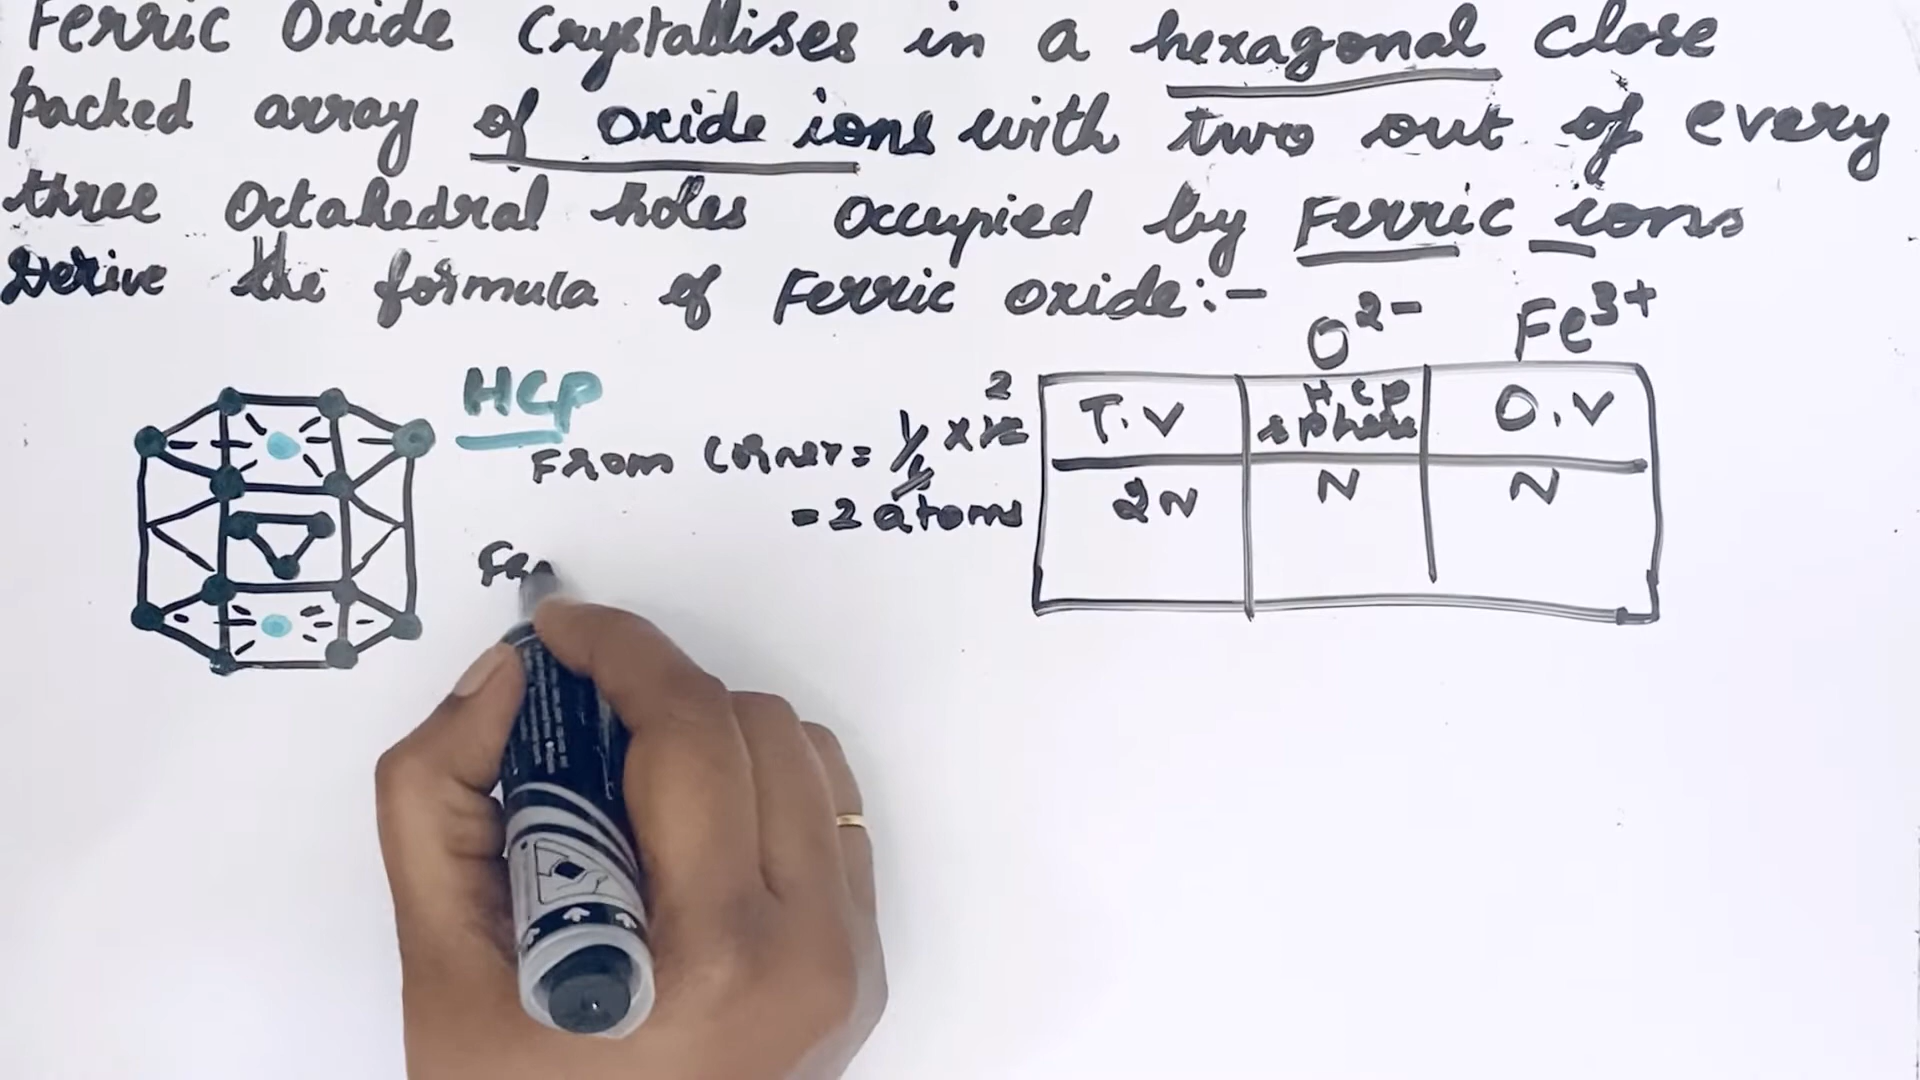 Ferric Oxide Crystallises in a hexagonal close
packed array of oxide ions with two out of every
three Octahedral holes occupied by Ferric ions
Derive the formula of Ferric oxide:-
O²⁻ Fe³⁺
HCP
From Corner = 1/6 × 12 2
= 2 atoms
T.V
HCP sphere
O.V
2N
N
N